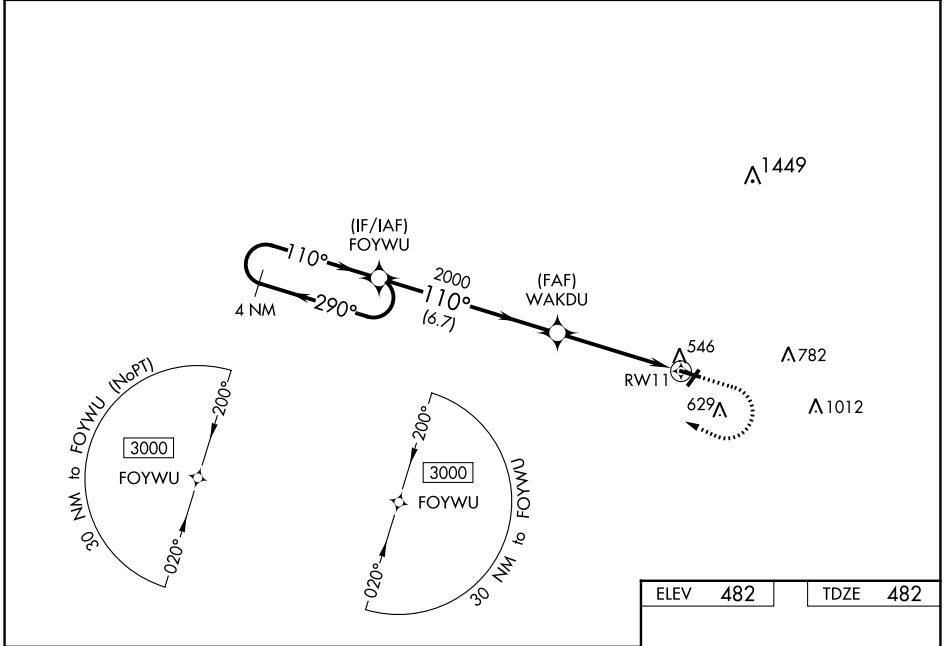 1449
(IF/IAF)
FOYWU
110°
4 NM
290°
2000
110°
(6.7)
(FAF)
WAKDU
546
RW11
782
629
1012
30 NM to FOYWU (NoPT)
200°
3000
FOYWU
020°
200°
3000
FOYWU
020°
30 NM to FOYWU
ELEV 482
TDZE 482